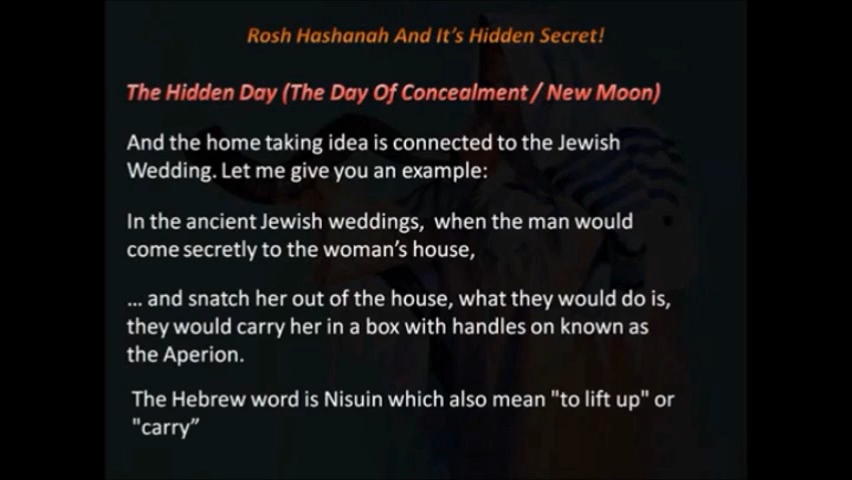 Rosh Hashanah And It's Hidden Secret!
The Hidden Day (The Day Of Concealment / New Moon)
And the home taking idea is connected to the Jewish
Wedding. Let me give you an example:
In the ancient Jewish weddings,  when the man would
come secretly to the woman's house,
... and snatch her out of the house, what they would do is,
they would carry her in a box with handles on known as
the Aperion.
The Hebrew word is Nisuin which also mean "to lift up" or
"carry”